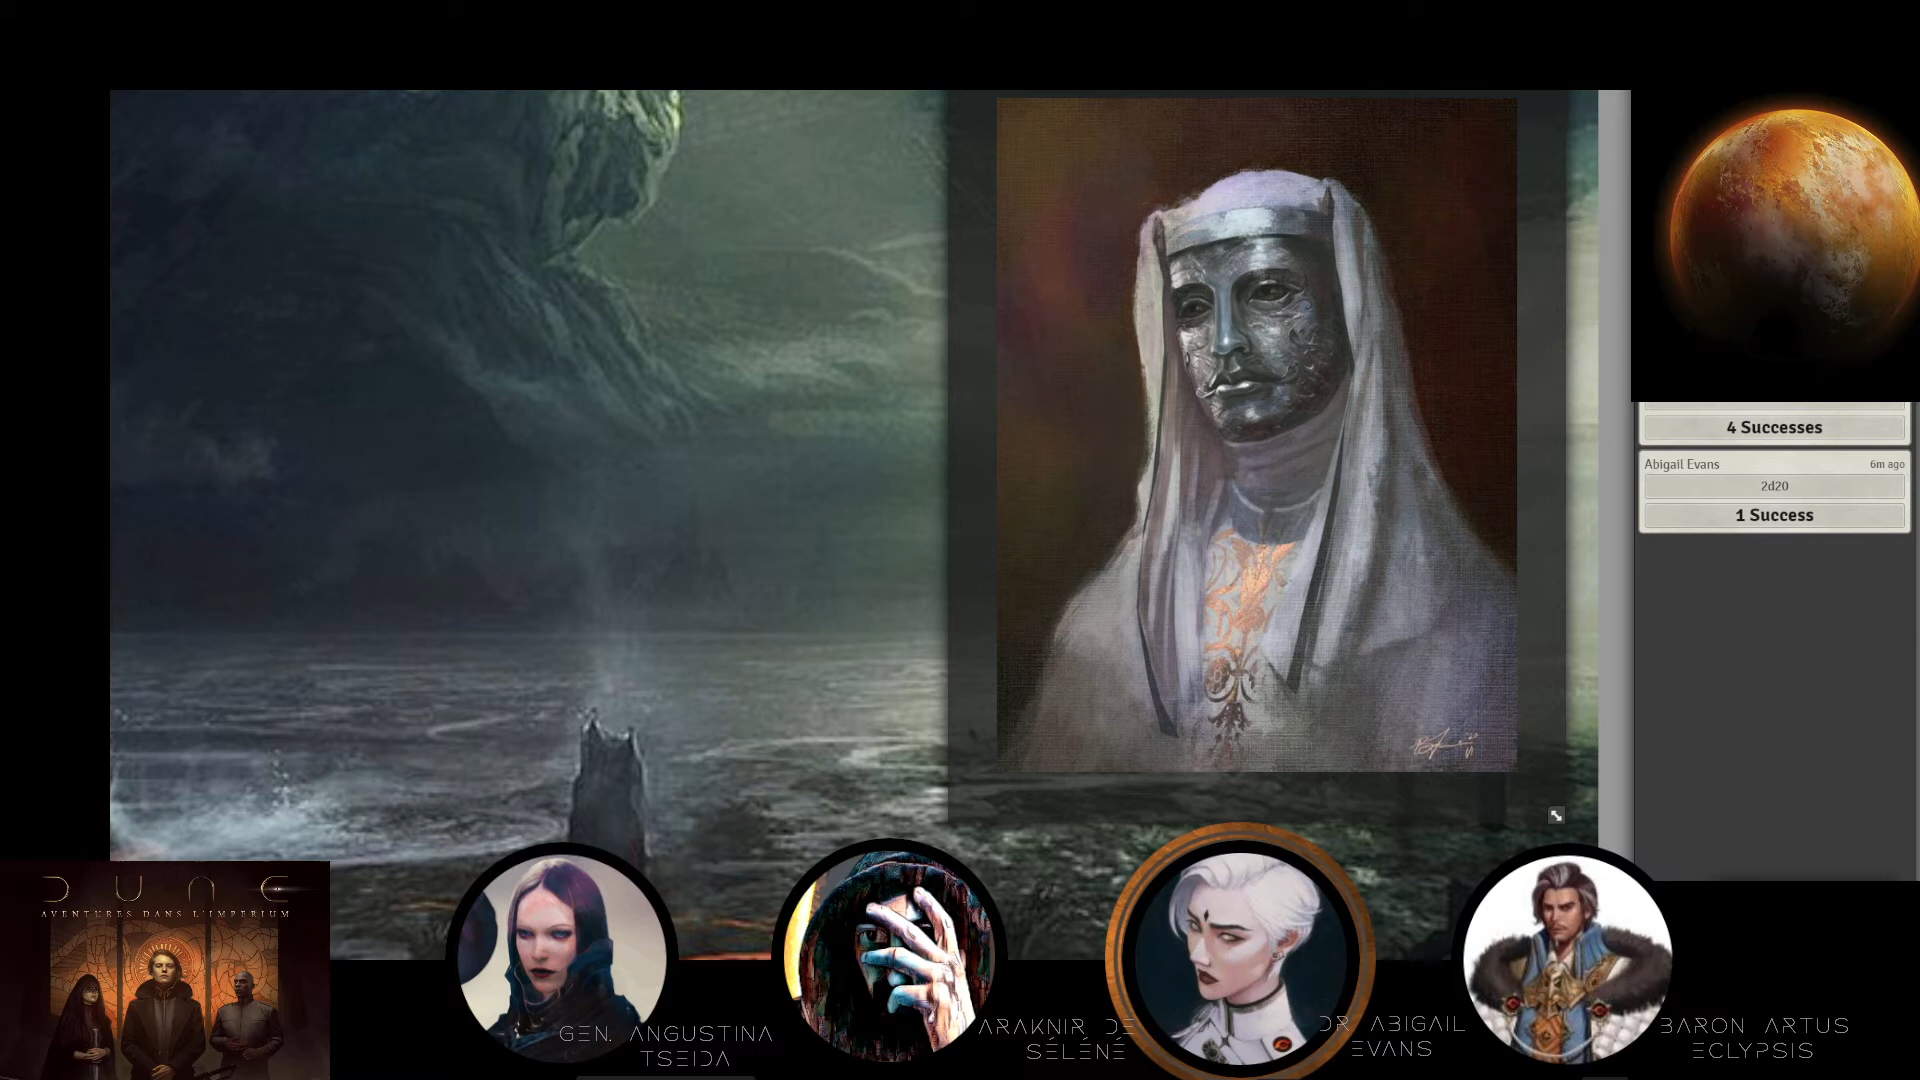 4 Successes
Abigail Evans 6m ago
2d20
1 Success
DUNE
AVENTURES DANS L'IMPERIUM
GEN. ANGUSTINA
TSEIDA
ARAKNIR DE
SÉLÉNÉ
DR ABIGAIL
EVANS
BARON ARTUS
ECLYPSIS